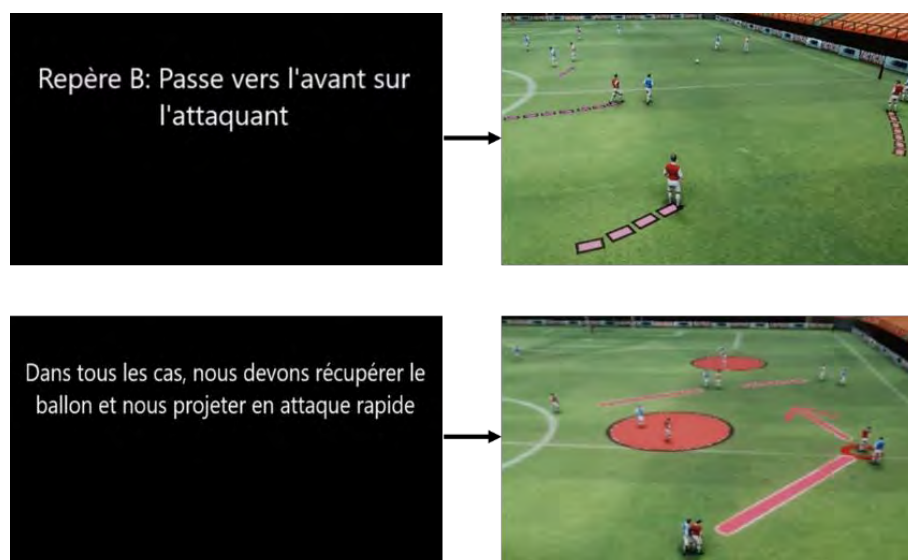 Repère B: Passe vers l'avant sur
l'attaquant
Dans tous les cas, nous devons récupérer le
ballon et nous projeter en attaque rapide